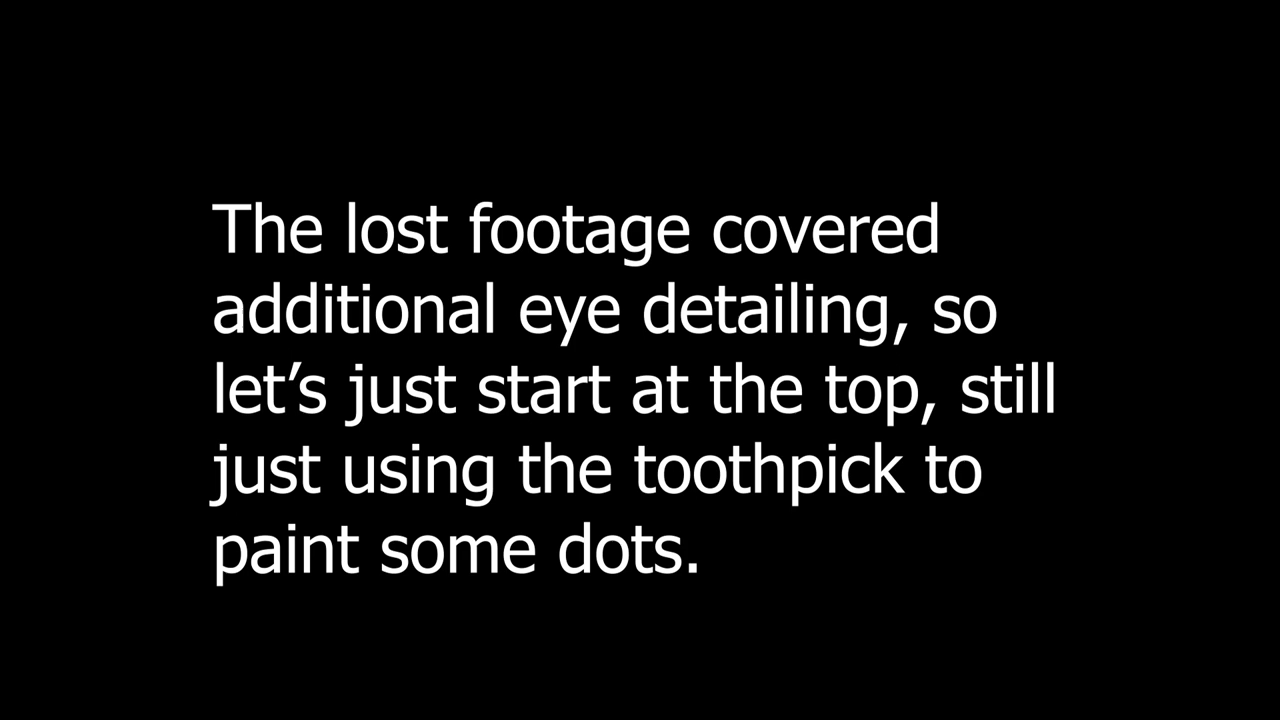 The lost footage covered
additional eye detailing, so
let’s just start at the top, still
just using the toothpick to
paint some dots.